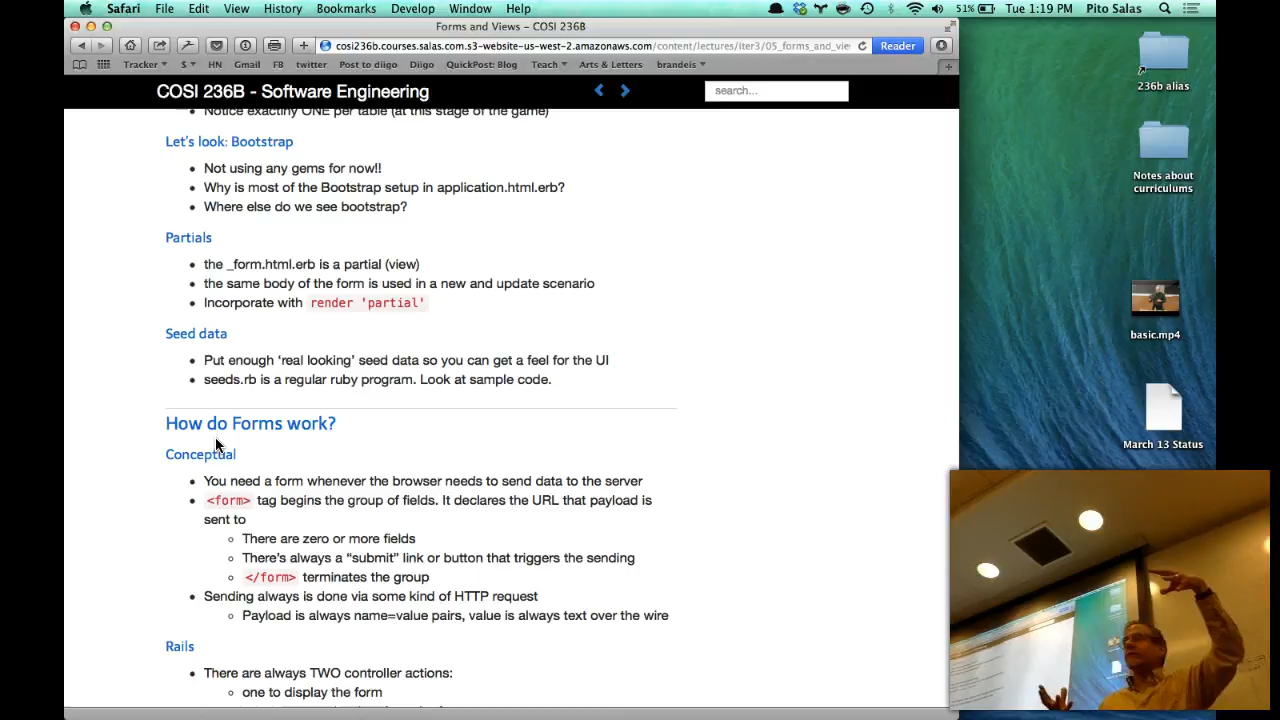 Safari File Edit View History Bookmarks Develop Window Help 51% Tue 1:19 PM Pito Salas
Forms and Views – COSI 236B
cosi236b.courses.salas.com.s3-website-us-west-2.amazonaws.com/content/lectures/iter3/05_forms_and_vie Reader
Tracker $ HN Gmail FB twitter Post to diigo Diigo QuickPost: Blog Teach Arts & Letters brandeis
COSI 236B - Software Engineering search...
Notice exactlny ONE per table (at this stage of the game)
Let's look: Bootstrap
Not using any gems for now!!
Why is most of the Bootstrap setup in application.html.erb?
Where else do we see bootstrap?
Partials
the _form.html.erb is a partial (view)
the same body of the form is used in a new and update scenario
Incorporate with render 'partial'
Seed data
Put enough ‘real looking’ seed data so you can get a feel for the UI
seeds.rb is a regular ruby program. Look at sample code.
How do Forms work?
Conceptual
You need a form whenever the browser needs to send data to the server
<form> tag begins the group of fields. It declares the URL that payload is
sent to
There are zero or more fields
There's always a “submit” link or button that triggers the sending
</form> terminates the group
Sending always is done via some kind of HTTP request
Payload is always name=value pairs, value is always text over the wire
Rails
There are always TWO controller actions:
one to display the form
236b alias
Notes about
curriculums
basic.mp4
March 13 Status